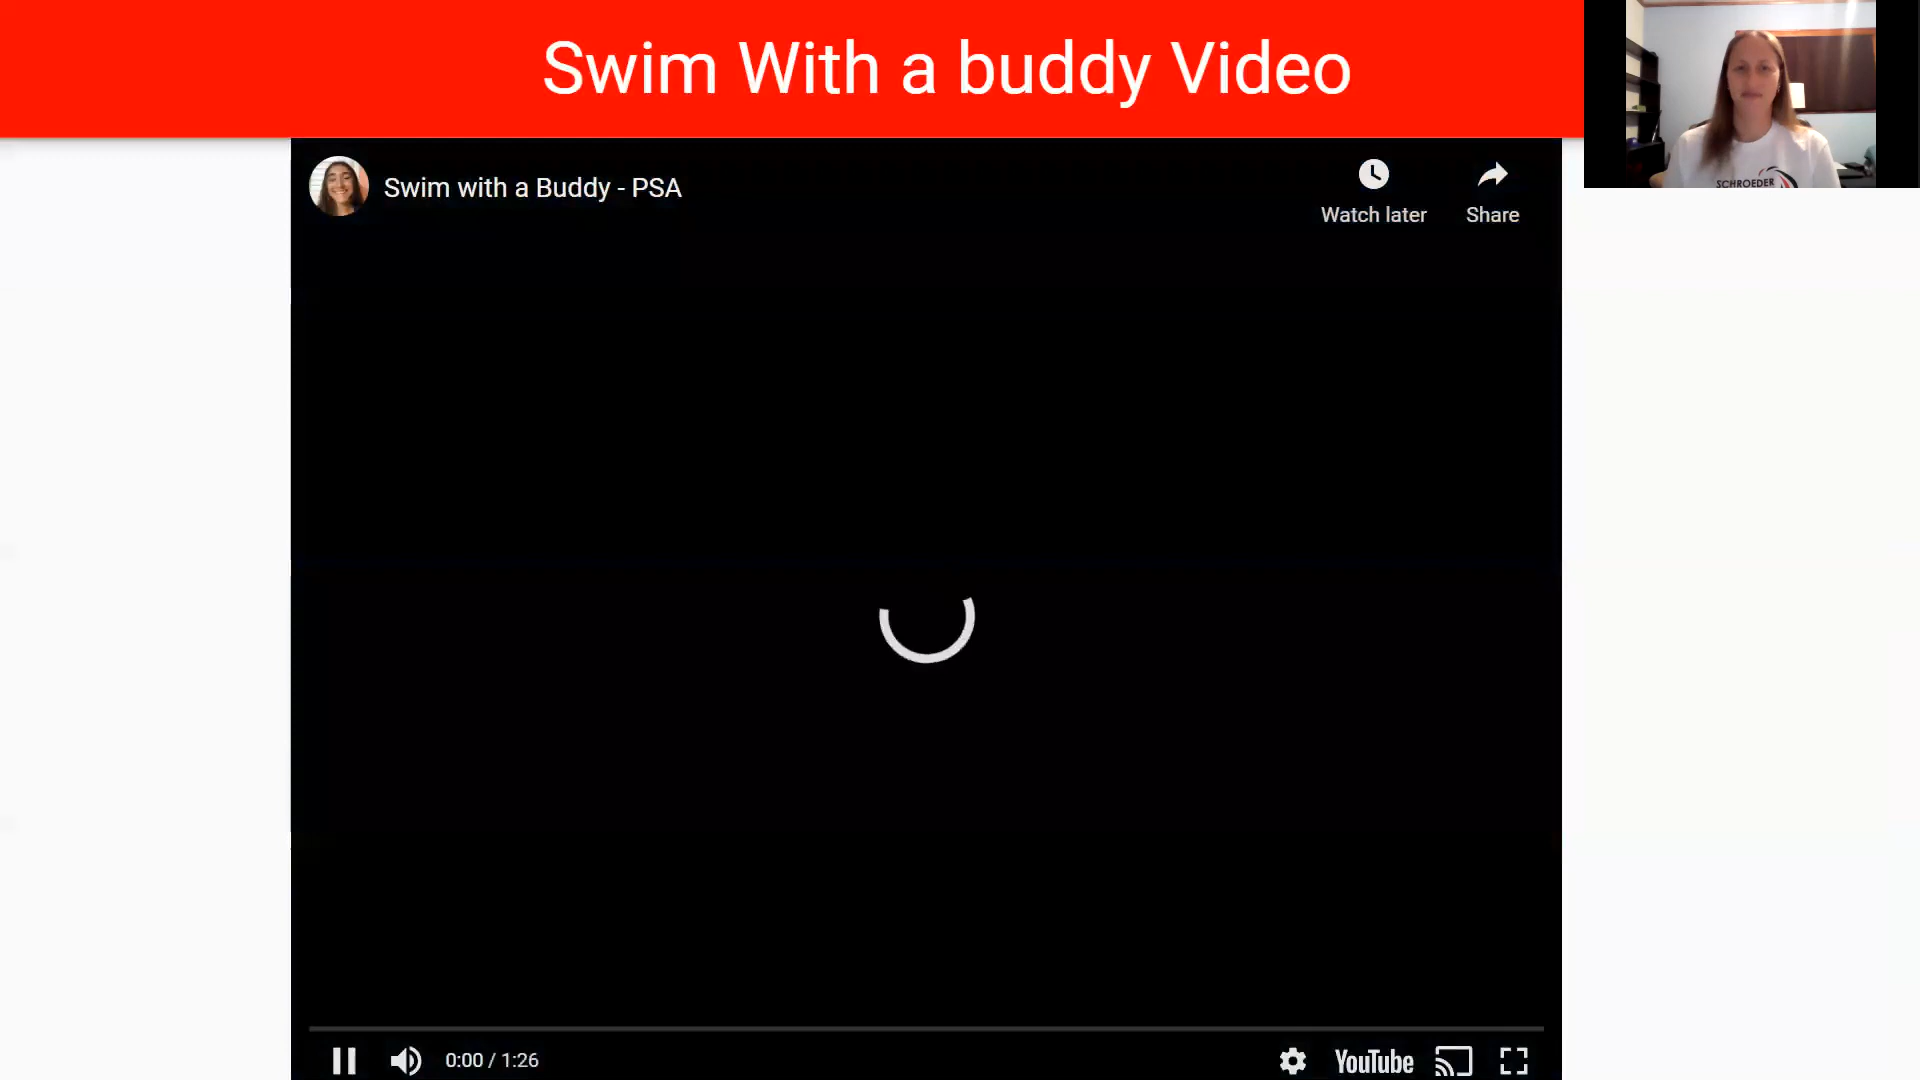 Swim With a buddy Video
SCHROEDER
Swim with a Buddy - PSA
Watch later
Share
0:00 / 1:26
YouTube